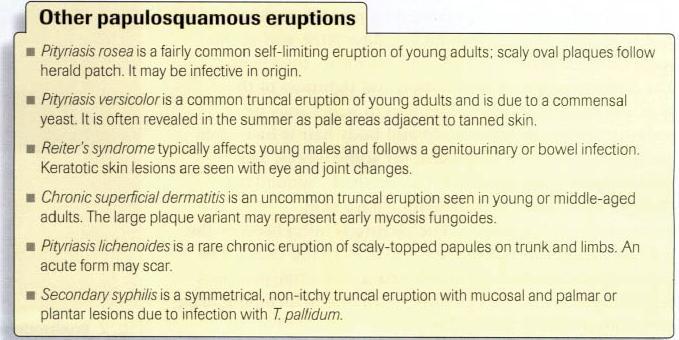 Other papulosquamous eruptions
■ Pityriasis rosea is a fairly common self-limiting eruption of young adults; scaly oval plaques follow
herald patch. It may be infective in origin.
■ Pityriasis versicolor is a common truncal eruption of young adults and is due to a commensal
yeast. It is often revealed in the summer as pale areas adjacent to tanned skin.
■ Reiter's syndrome typically affects young males and follows a genitourinary or bowel infection.
Keratotic skin lesions are seen with eye and joint changes.
■ Chronic superficial dermatitis is an uncommon truncal eruption seen in young or middle-aged
adults. The large plaque variant may represent early mycosis fungoides.
■ Pityriasis lichenoides is a rare chronic eruption of scaly-topped papules on trunk and limbs. An
acute form may scar.
■ Secondary syphilis is a symmetrical, non-itchy truncal eruption with mucosal and palmar or
plantar lesions due to infection with T. pallidum.